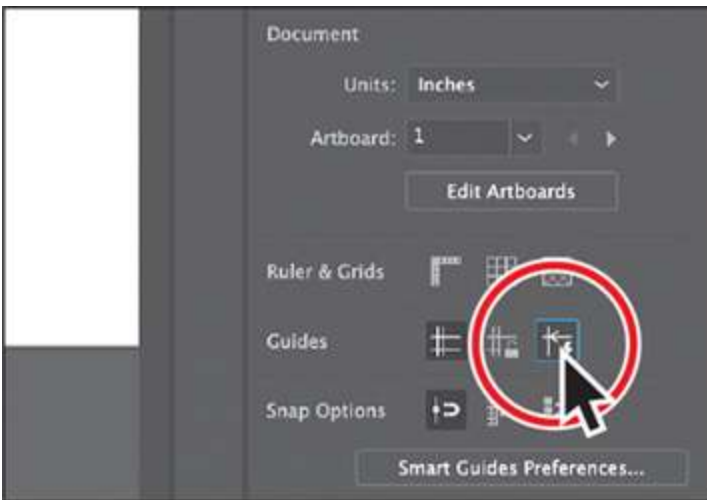 Document
Units: Inches
Artboard: 1
Edit Artboards
Ruler & Grids
Guides
Snap Options
Smart Guides Preferences...